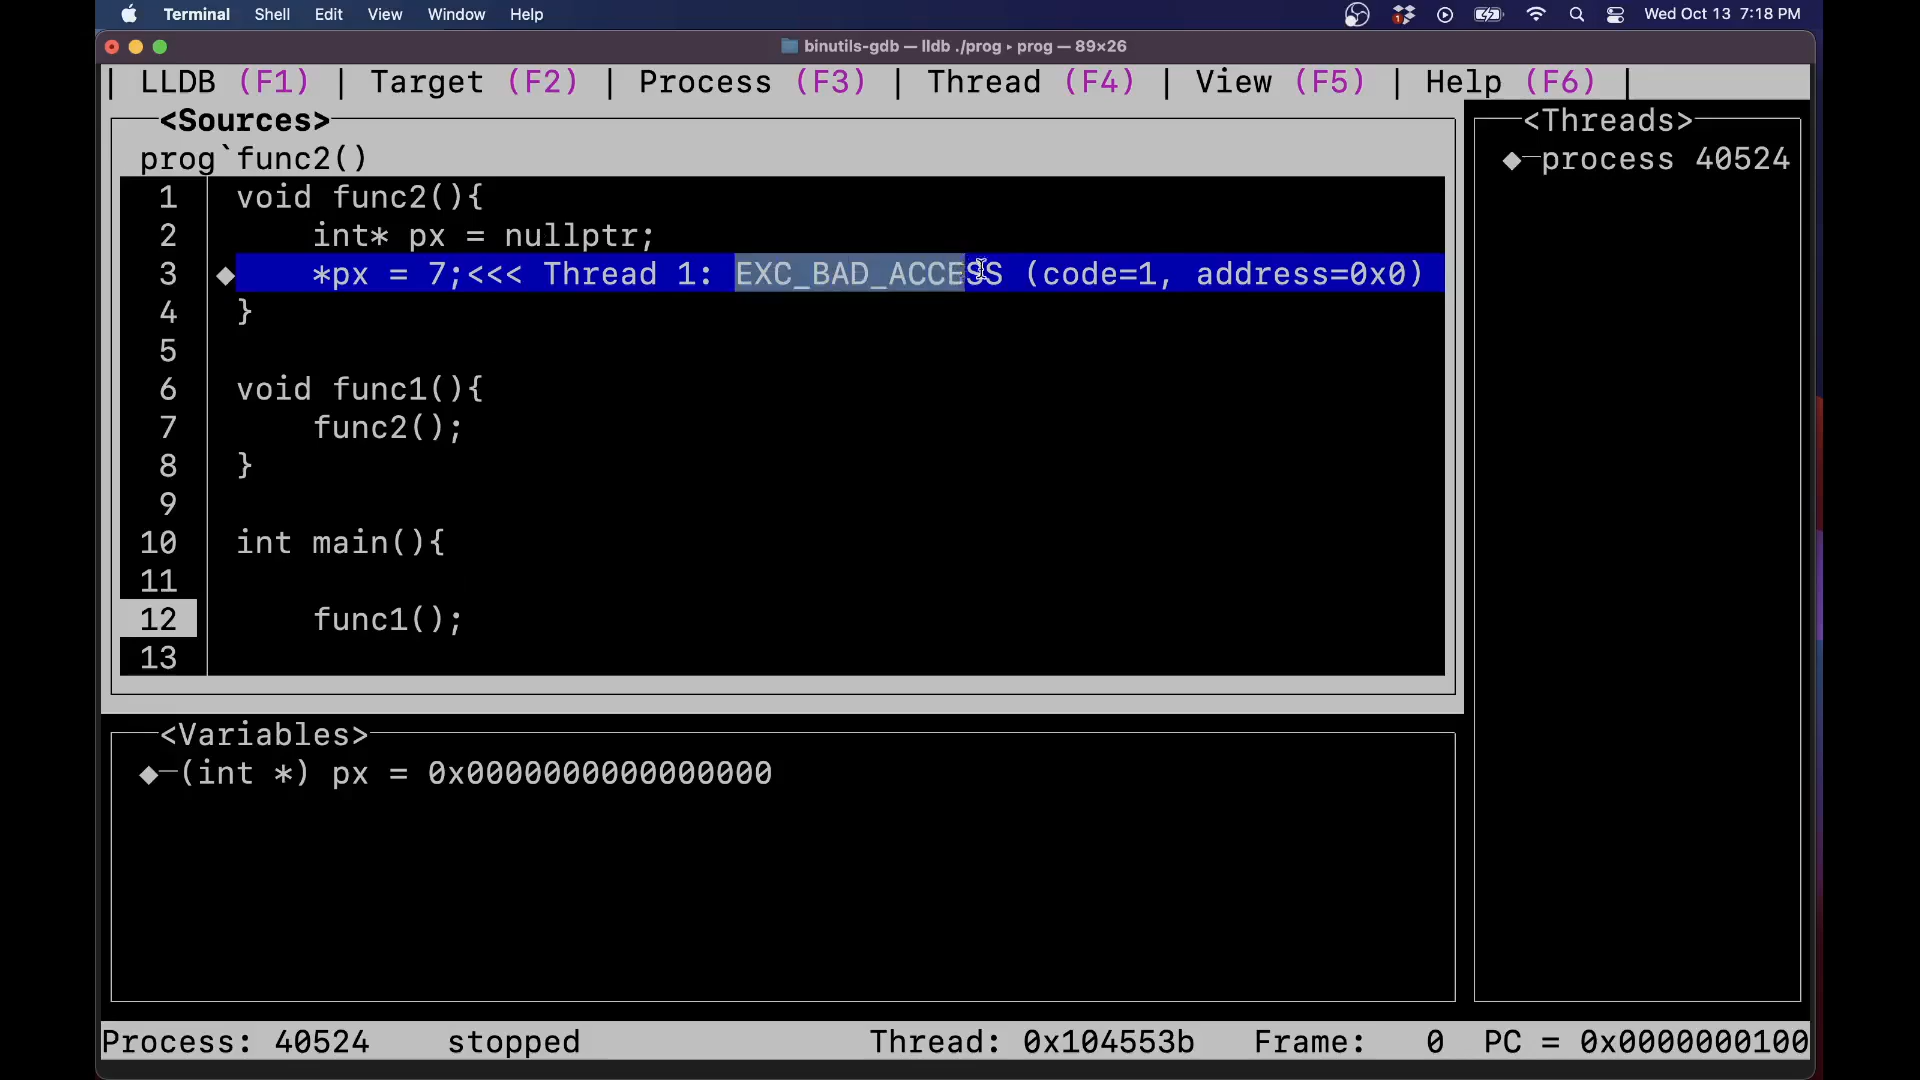 Terminal Shell Edit View Window Help 1 Wed Oct 13 7:18 PM
binutils-gdb — lldb ./prog ▸ prog — 89×26
| LLDB (F1) | Target (F2) | Process (F3) | Thread (F4) | View (F5) | Help (F6) |
<Sources>
prog`func2()
1 void func2(){
2 int* px = nullptr;
3 ◆ *px = 7;<<< Thread 1: EXC_BAD_ACCESS (code=1, address=0x0)
4 }
5
6 void func1(){
7 func2();
8 }
9
10 int main(){
11
12 func1();
13
<Threads>
◆─process 40524
<Variables>
◆─(int *) px = 0x0000000000000000
Process: 40524 stopped Thread: 0x104553b Frame: 0 PC = 0x0000000100